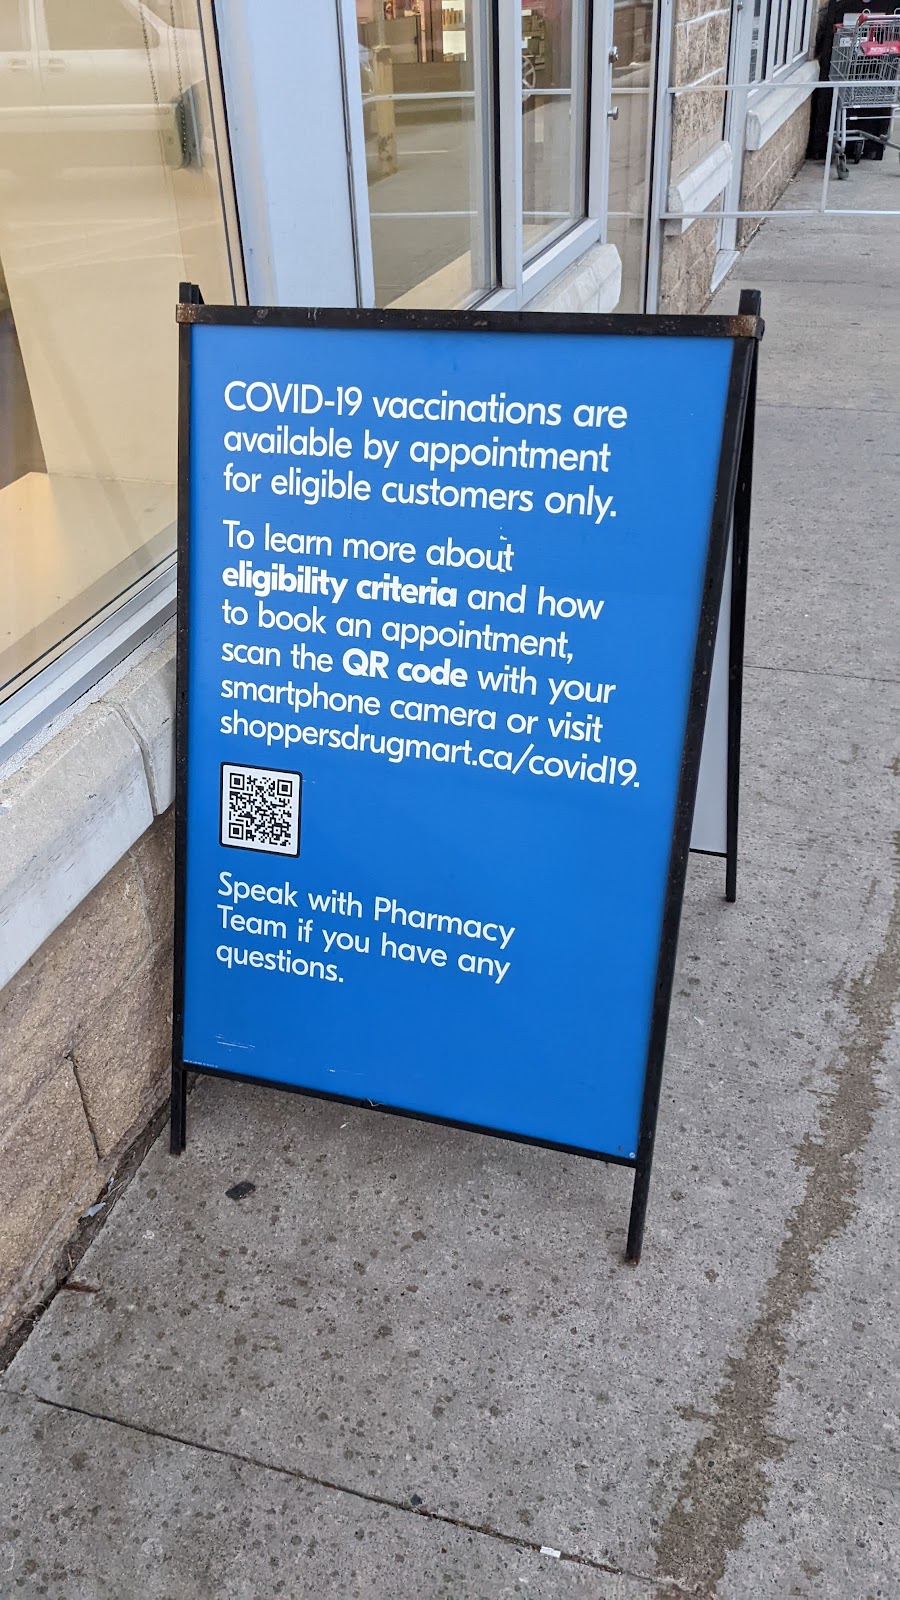 COVID-19 vaccinations are
available by appointment
for eligible customers only.
To learn more about
eligibility criteria and how
to book an appointment,
scan the QR code with your
smartphone camera or visit
shoppersdrugmart.ca/covid19.
Speak with Pharmacy
Team if you have any
questions.